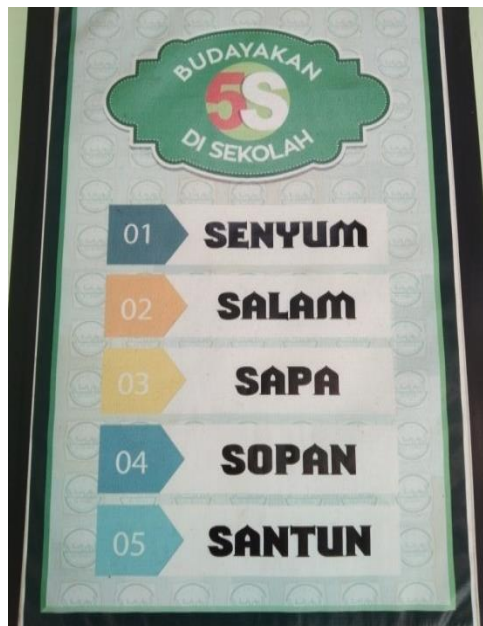 BUDAYAKAN
5S
DI SEKOLAH
01 SENYUM
02 SALAM
03 SAPA
04 SOPAN
05 SANTUN